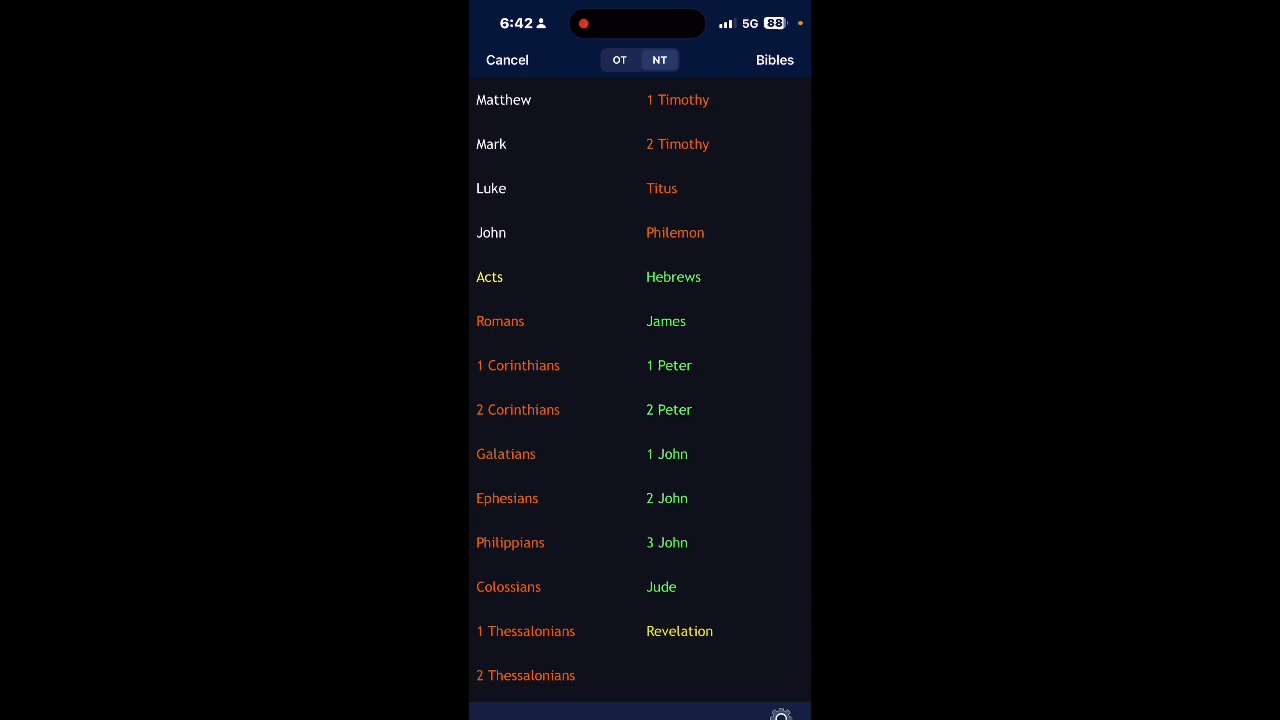 6:42
5G 88
Cancel OT NT Bibles
Matthew
Mark
Luke
John
Acts
Romans
1 Corinthians
2 Corinthians
Galatians
Ephesians
Philippians
Colossians
1 Thessalonians
2 Thessalonians
1 Timothy
2 Timothy
Titus
Philemon
Hebrews
James
1 Peter
2 Peter
1 John
2 John
3 John
Jude
Revelation